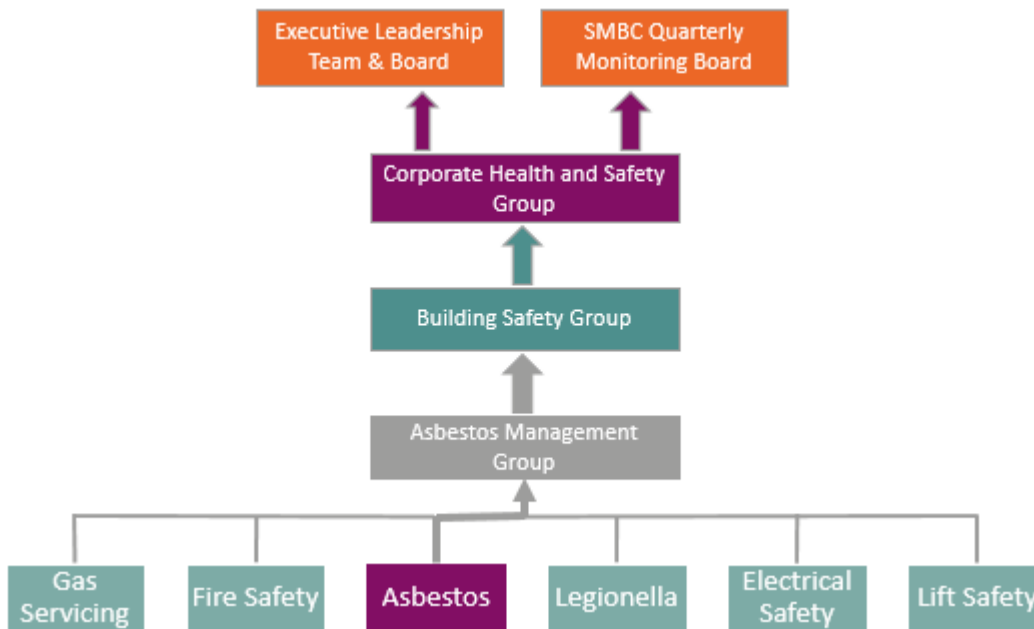 Executive Leadership
Team & Board
SMBC Quarterly
Monitoring Board
Corporate Health and Safety
Group
Building Safety Group
Asbestos Management
Group
Gas
Servicing
Fire Safety
Asbestos
Legionella
Electrical
Safety
Lift Safety